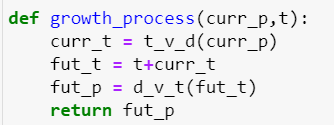 def growth_process(curr_p,t):
    curr_t = t_v_d(curr_p)
    fut_t = t+curr_t
    fut_p = d_v_t(fut_t)
    return fut_p